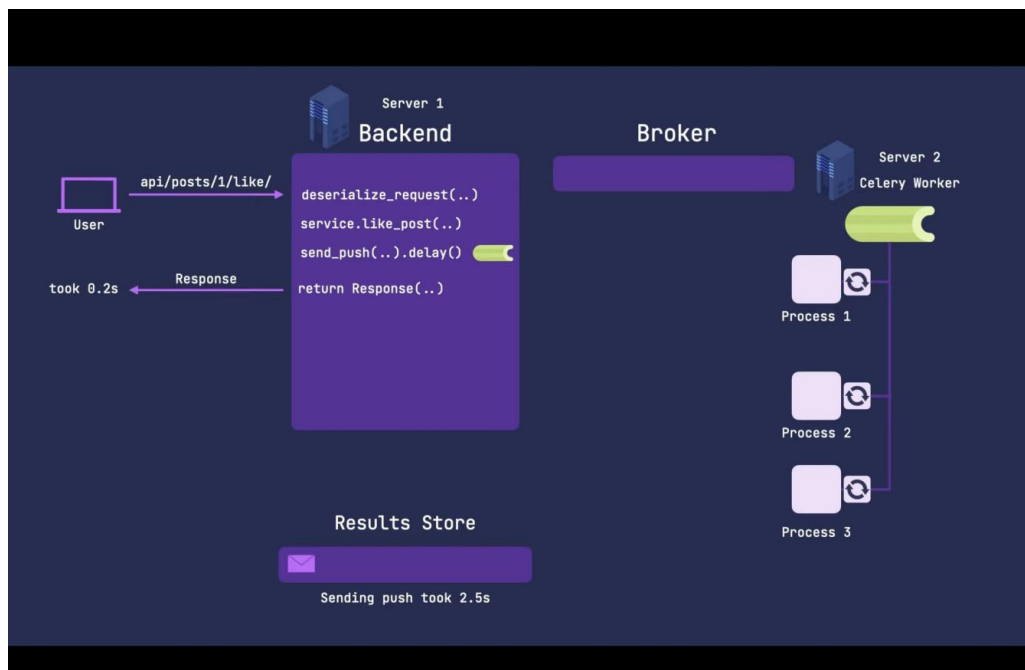 Server 1
Backend
Broker
Server 2
Celery Worker
api/posts/1/like/
User
deserialize_request(..)
service.like_post(..)
send_push(..).delay()
return Response(..)
Response
took 0.2s
Process 1
Process 2
Process 3
Results Store
Sending push took 2.5s